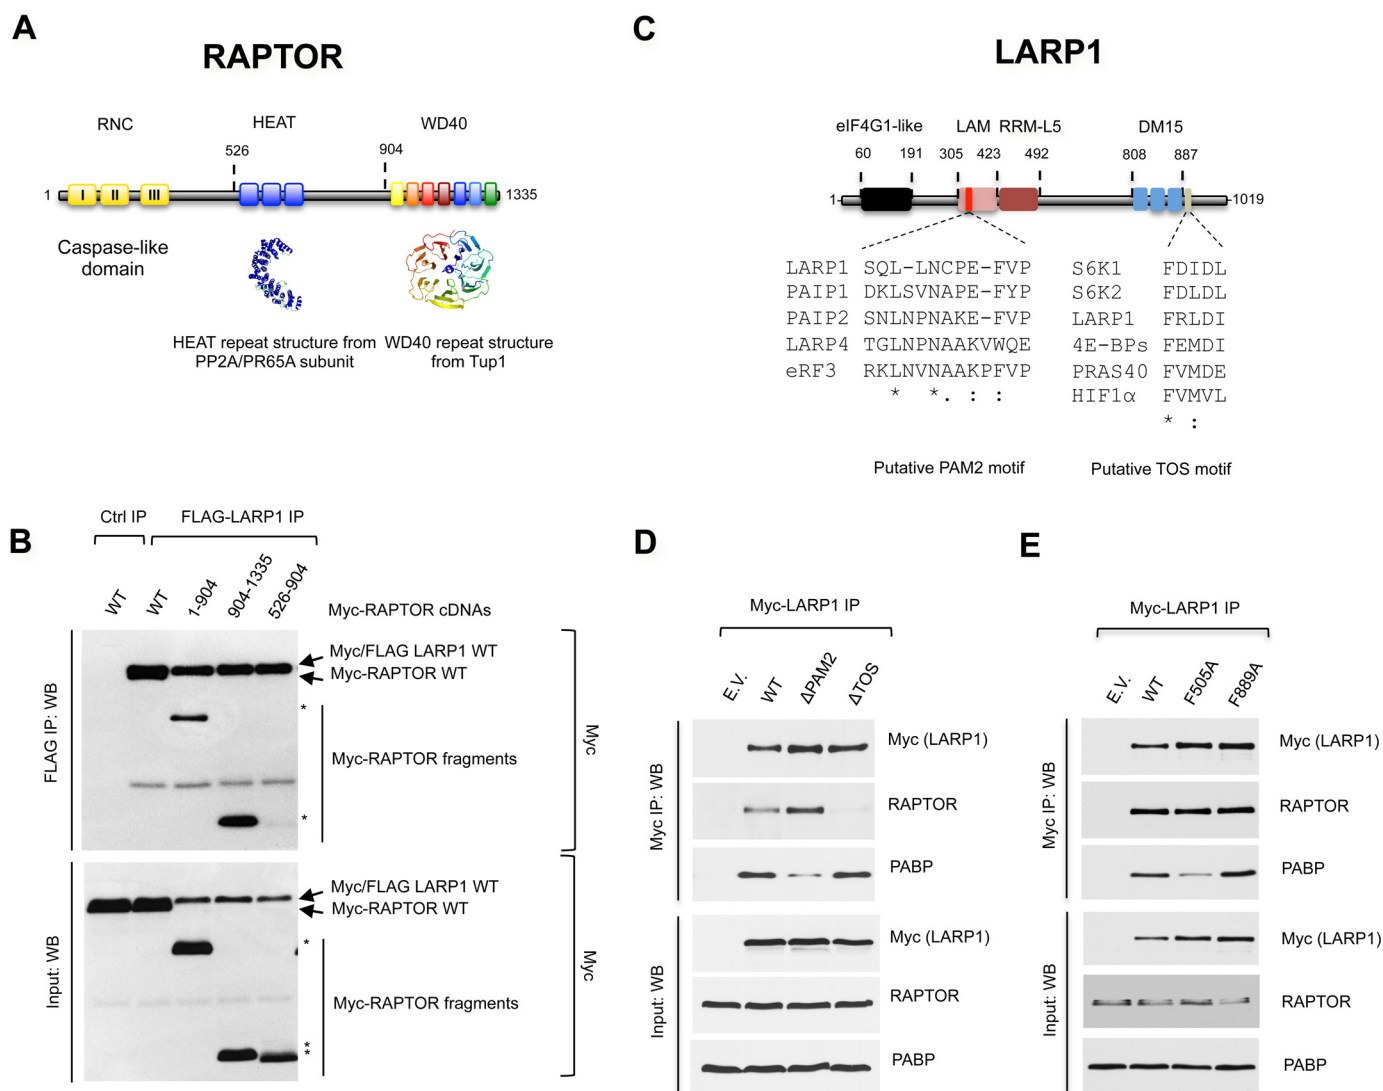 A
RAPTOR
RNC
HEAT
WD40
526
904
1
I
II
III
1335
Caspase-like
domain
HEAT repeat structure from
PP2A/PR65A subunit
WD40 repeat structure
from Tup1
C
LARP1
eIF4G1-like
LAM
RRM-L5
DM15
60
191
305
423
492
808
887
1
1019
LARP1 SQL-LNCPE-FVP
PAIP1 DKLSVNAPE-FYP
PAIP2 SNLNPNAKE-FVP
LARP4 TGLNPNAAKVWQE
eRF3 RKLNVNAAKPFVP
* *. : :
Putative PAM2 motif
S6K1 FDIDL
S6K2 FDLDL
LARP1 FRLDI
4E-BPs FEMDI
PRAS40 FVMDE
HIF1α FVMVL
* :
Putative TOS motif
B
Ctrl IP
FLAG-LARP1 IP
WT
WT
1-904
904-1335
526-904
Myc-RAPTOR cDNAs
FLAG IP: WB
Myc/FLAG LARP1 WT
Myc-RAPTOR WT
*
Myc-RAPTOR fragments
*
Myc
Input: WB
Myc/FLAG LARP1 WT
Myc-RAPTOR WT
*
Myc-RAPTOR fragments
*
*
Myc
D
Myc-LARP1 IP
E.V.
WT
ΔPAM2
ΔTOS
Myc IP: WB
Myc (LARP1)
RAPTOR
PABP
Input: WB
Myc (LARP1)
RAPTOR
PABP
E
Myc-LARP1 IP
E.V.
WT
F505A
F889A
Myc IP: WB
Myc (LARP1)
RAPTOR
PABP
Input: WB
Myc (LARP1)
RAPTOR
PABP